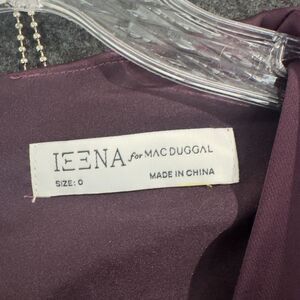 IEENA for MAC DUGGAL
SIZE: 0 MADE IN CHINA